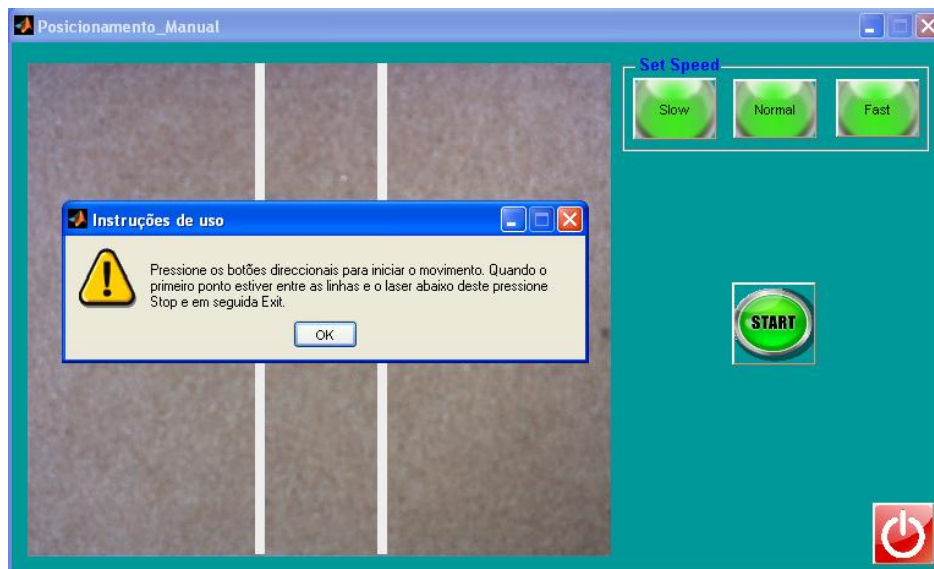 Posicionamento_Manual
Set Speed
Slow
Normal
Fast
Instruções de uso
Pressione os botões direccionais para iniciar o movimento. Quando o
primeiro ponto estiver entre as linhas e o laser abaixo deste pressione
Stop e em seguida Exit.
OK
START